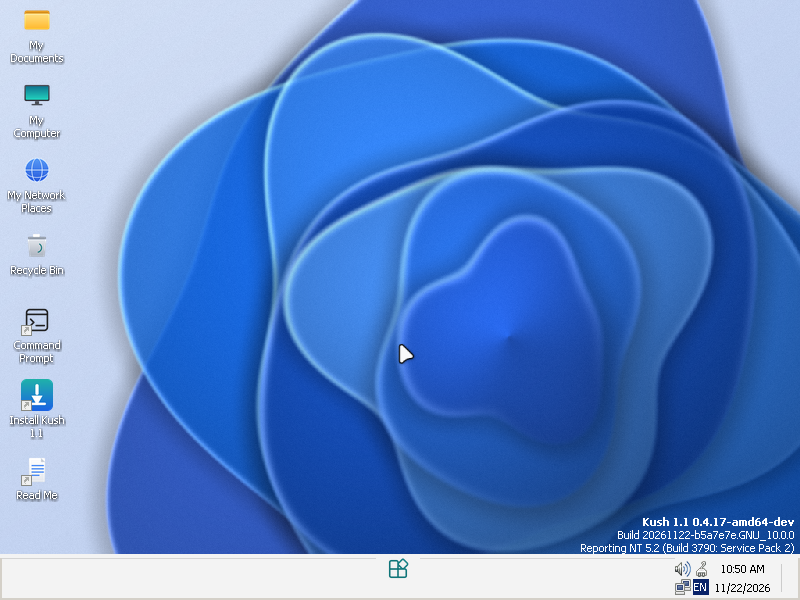 My
Documents
My
Computer
My Network
Places
Recycle Bin
Command
Prompt
Install Kush
1.1
Read Me
Kush 1.1 0.4.17-amd64-dev
Build 20261122-b5a7e7e.GNU_10.0.0
Reporting NT 5.2 (Build 3790: Service Pack 2)
10:50 AM
EN
11/22/2026